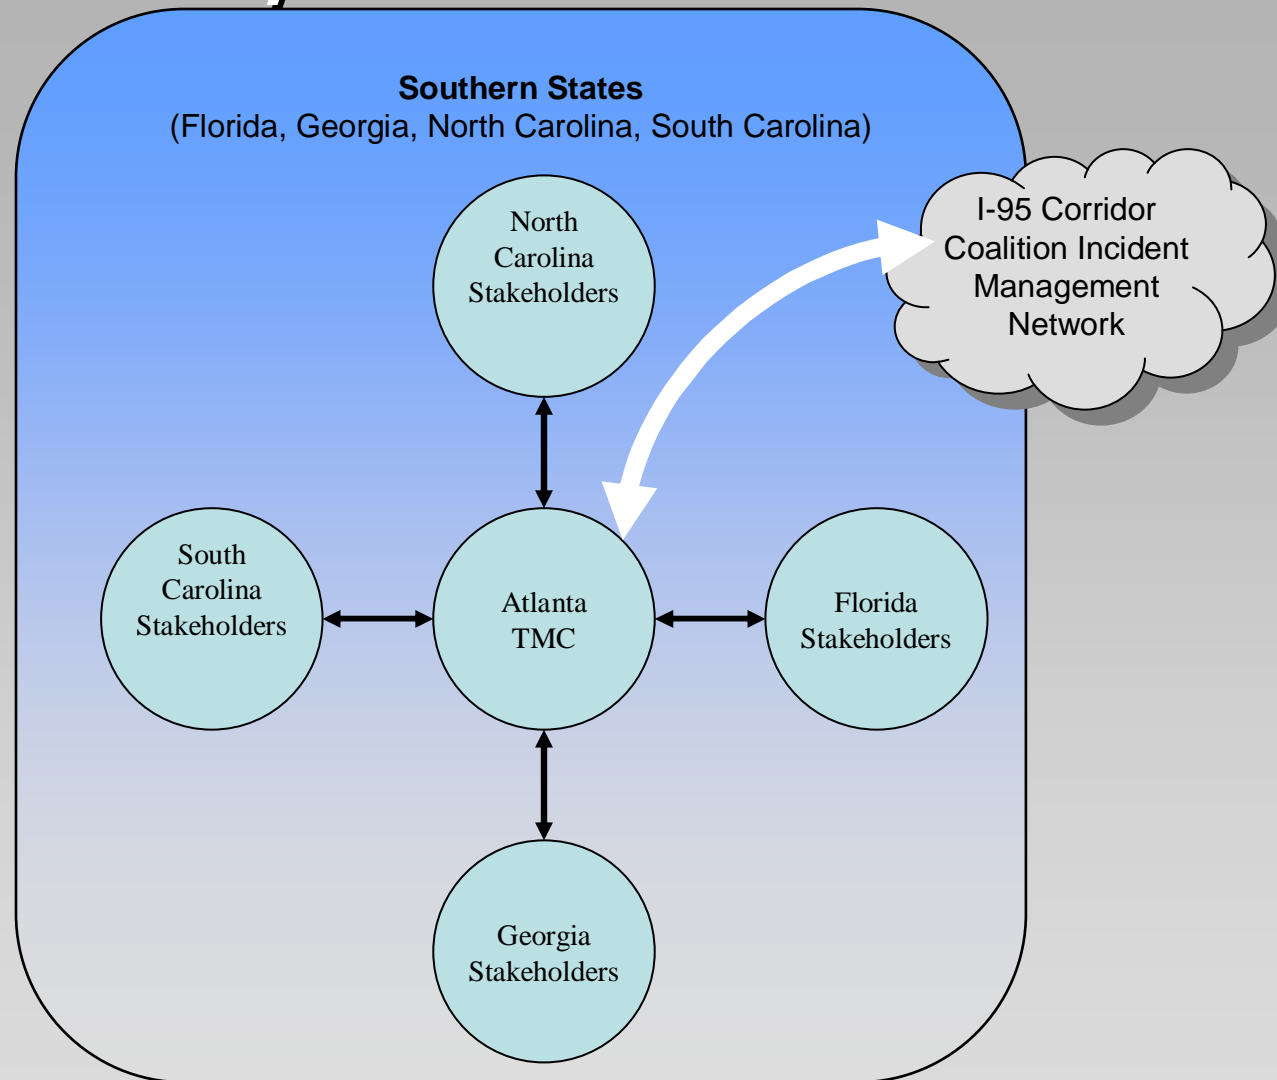 Southern States
(Florida, Georgia, North Carolina, South Carolina)
I-95 Corridor
Coalition Incident
Management
Network
North
Carolina
Stakeholders
South
Carolina
Stakeholders
Atlanta
TMC
Florida
Stakeholders
Georgia
Stakeholders